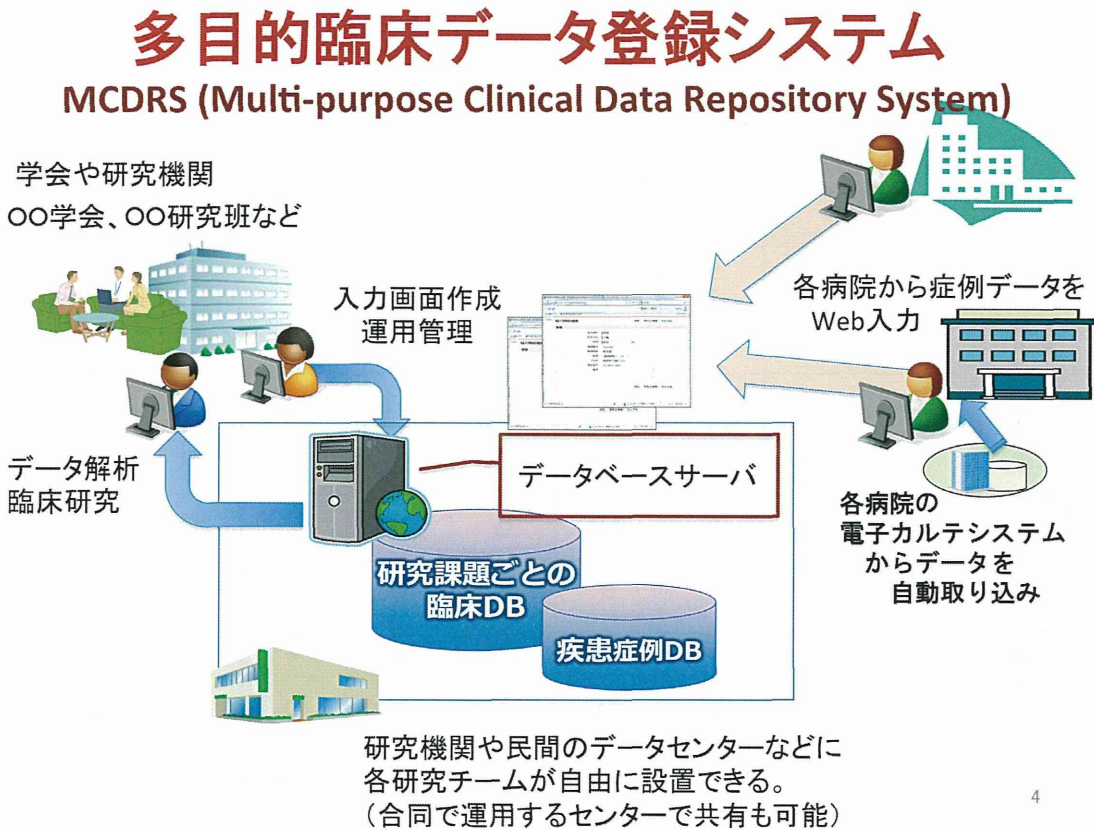 多目的臨床データ登録システム
MCDRS (Multi-purpose Clinical Data Repository System)
学会や研究機関
○○学会、○○研究班など
入力画面作成
運用管理
各病院から症例データを
Web入力
データ解析
臨床研究
データベースサーバ
各病院の
電子カルテシステム
からデータを
自動取り込み
研究課題ごとの
臨床DB
疾患症例DB
研究機関や民間のデータセンターなどに
各研究チームが自由に設置できる。
（合同で運用するセンターで共有も可能）
4